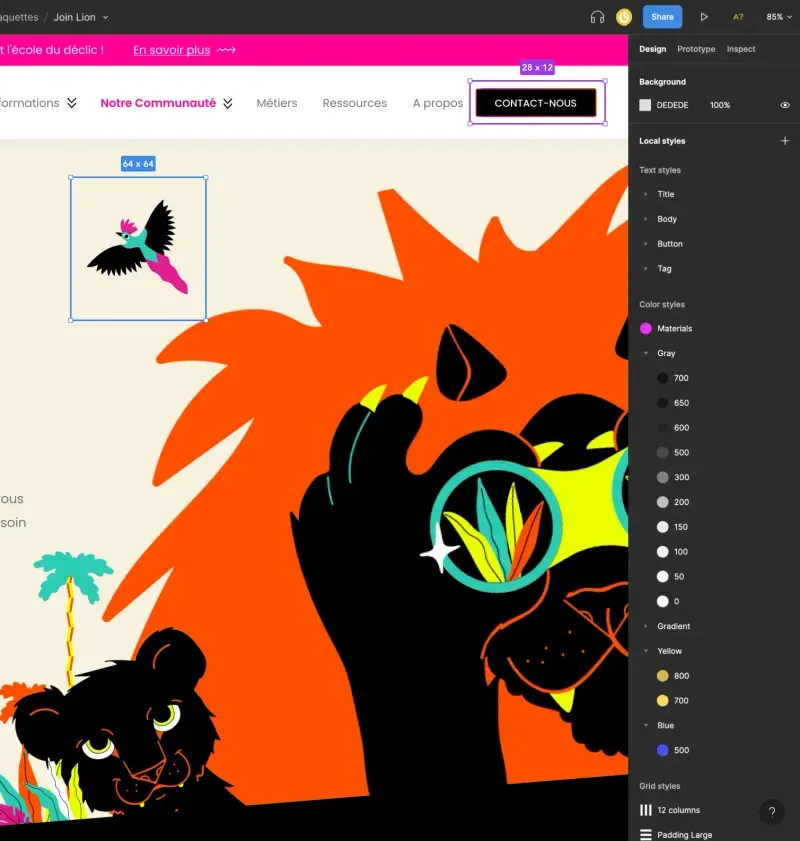 aquettes / Join Lion
Share
A?
85%
t l'école du déclic !
En savoir plus
Design
Prototype
Inspect
28 x 12
Background
DEDEDE
100%
formations
Notre Communauté
Métiers
Ressources
A propos
CONTACT-NOUS
Local styles
64 x 64
Text styles
Title
Body
Button
Tag
Color styles
Materials
Gray
700
650
600
500
300
200
150
100
50
0
vous
soin
Gradient
Yellow
800
700
Blue
500
Grid styles
12 columns
Padding Large
?